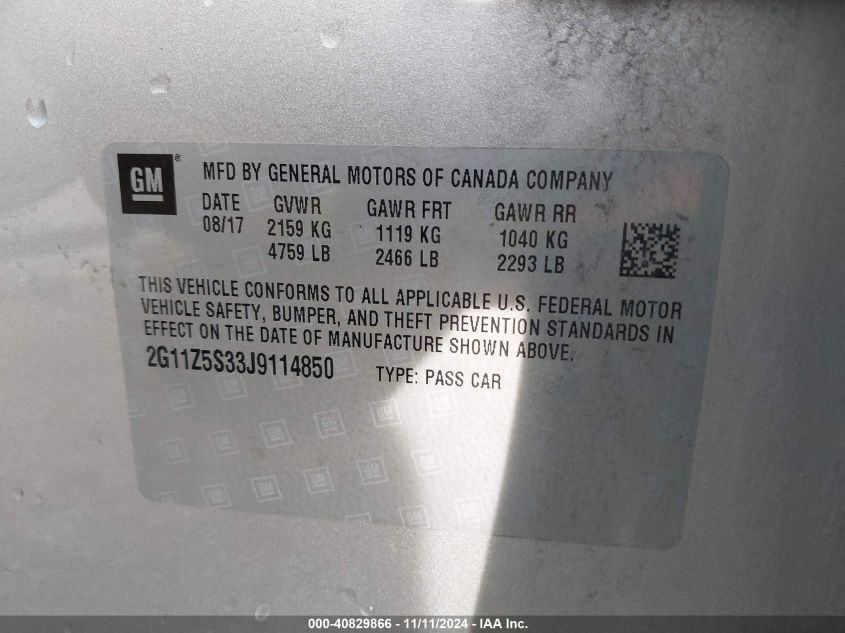 GM® MFD BY GENERAL MOTORS OF CANADA COMPANY
DATE GVWR GAWR FRT GAWR RR
08/17 2159 KG 1119 KG 1040 KG
4759 LB 2466 LB 2293 LB
THIS VEHICLE CONFORMS TO ALL APPLICABLE U.S. FEDERAL MOTOR
VEHICLE SAFETY, BUMPER, AND THEFT PREVENTION STANDARDS IN
EFFECT ON THE DATE OF MANUFACTURE SHOWN ABOVE.
2G11Z5S33J9114850 TYPE: PASS CAR
000-40829866 - 11/11/2024 - IAA Inc.